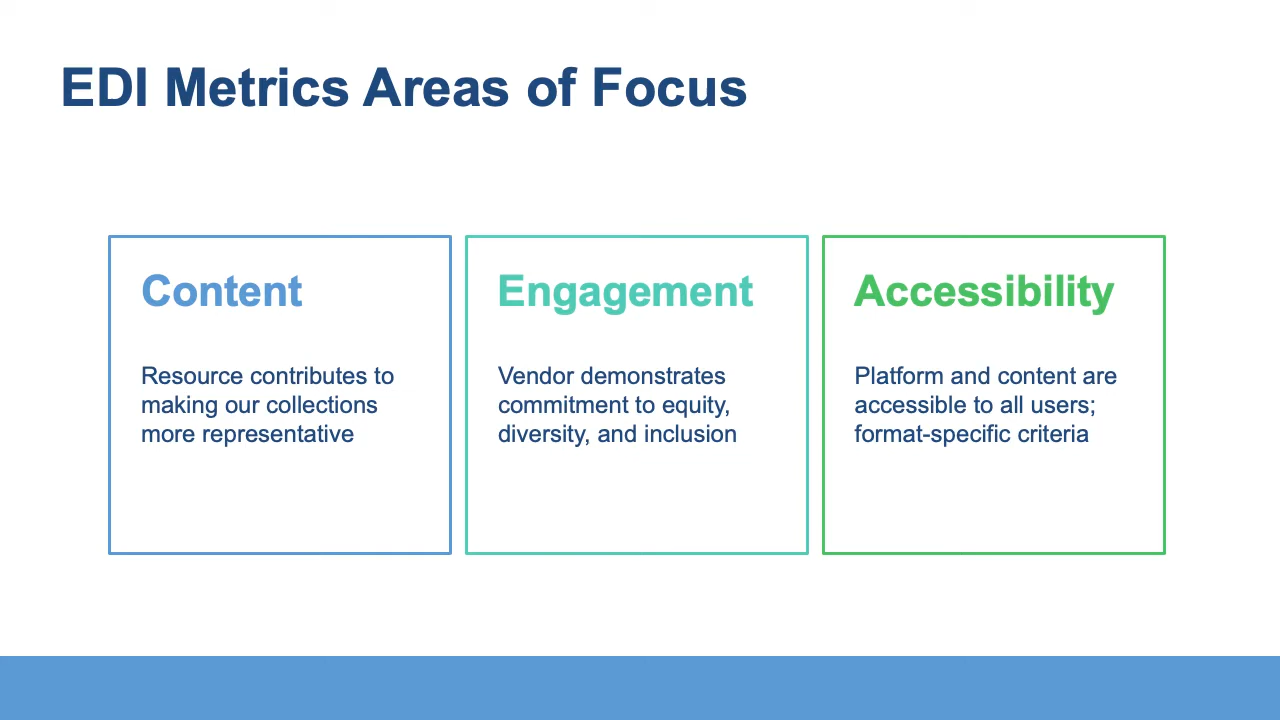 EDI Metrics Areas of Focus
Content
Resource contributes to
making our collections
more representative
Engagement
Vendor demonstrates
commitment to equity,
diversity, and inclusion
Accessibility
Platform and content are
accessible to all users;
format-specific criteria